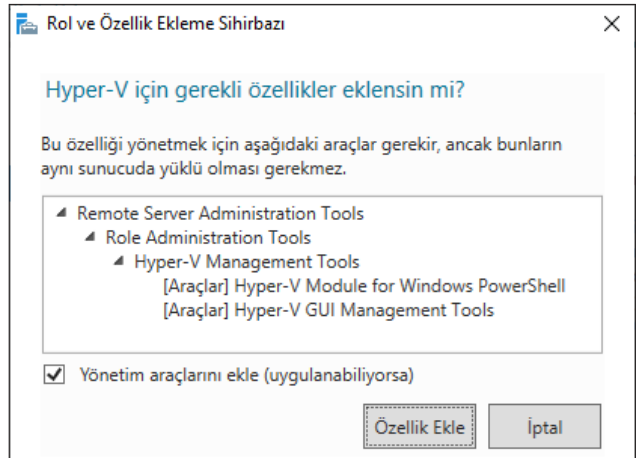 Rol ve Özellik Ekleme Sihirbazı
Hyper-V için gerekli özellikler eklensin mi?
Bu özelliği yönetmek için aşağıdaki araçlar gerekir, ancak bunların
aynı sunucuda yüklü olması gerekmez.
Remote Server Administration Tools
Role Administration Tools
Hyper-V Management Tools
[Araçlar] Hyper-V Module for Windows PowerShell
[Araçlar] Hyper-V GUI Management Tools
Yönetim araçlarını ekle (uygulanabiliyorsa)
Özellik Ekle
İptal